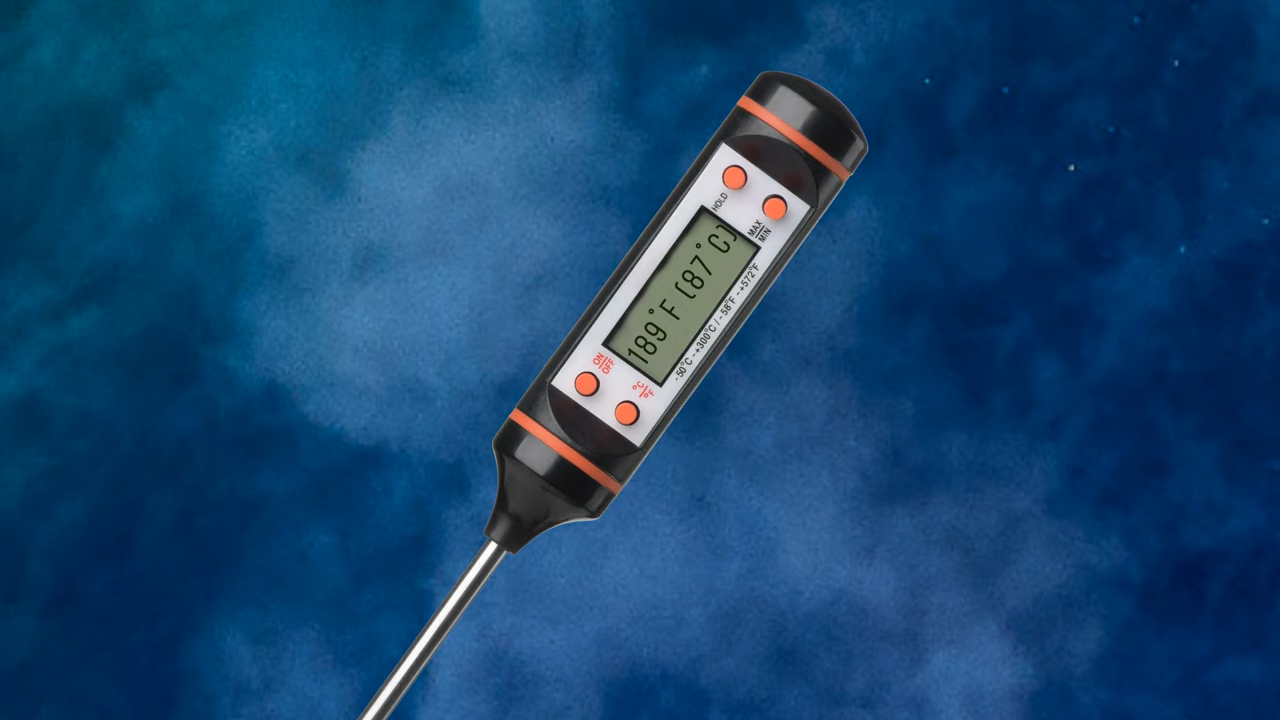 HOLD
MAX
MIN
189°F (87°C)
-50°C -+300°C / -58°F -+572°F
ON
OFF
°C
°F